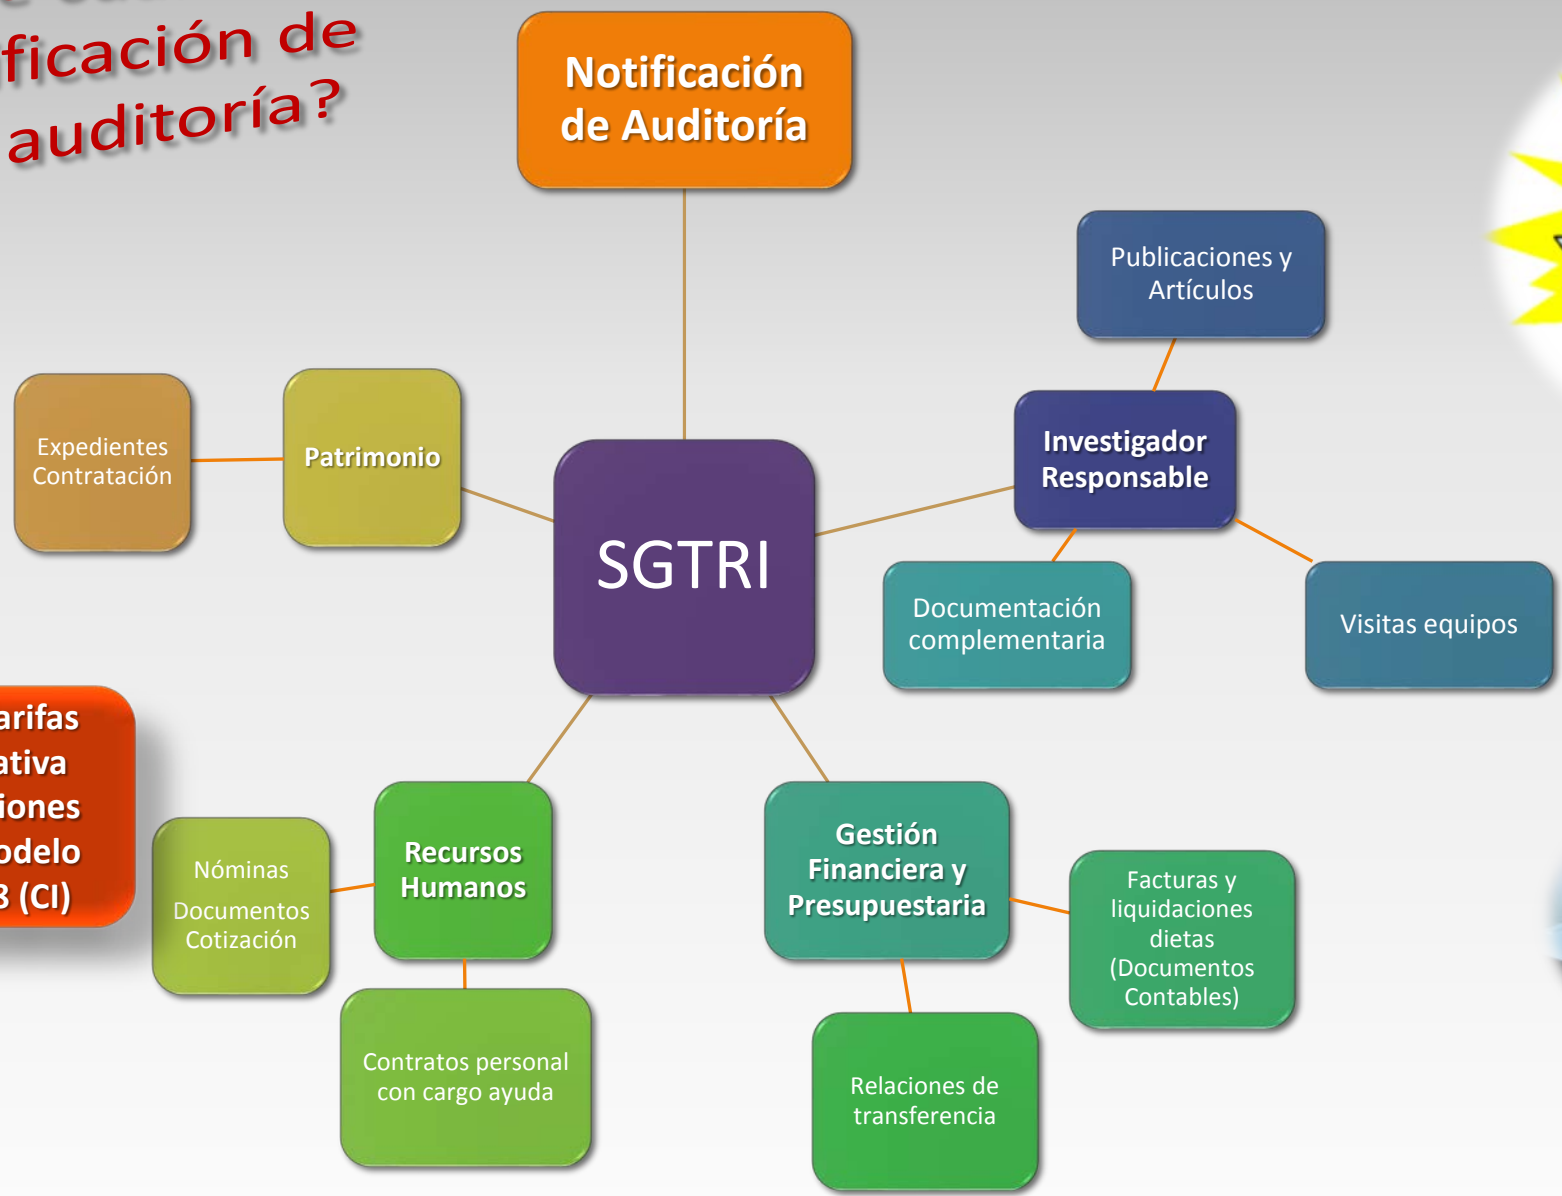 ficación de
auditoría?
Notificación
de Auditoría
Publicaciones y
Artículos
Investigador
Responsable
Documentación
complementaria
Visitas equipos
Expedientes
Contratación
Patrimonio
SGTRI
arifas
ativa
iones
odelo
8 (CI)
Nóminas
Documentos
Cotización
Recursos
Humanos
Contratos personal
con cargo ayuda
Gestión
Financiera y
Presupuestaria
Facturas y
liquidaciones
dietas
(Documentos
Contables)
Relaciones de
transferencia